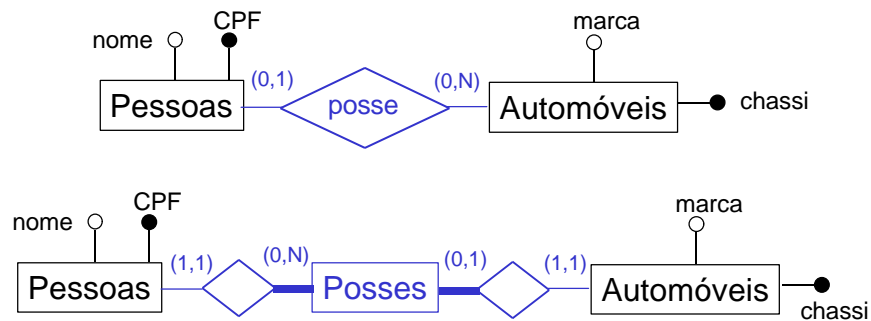 CPF
nome
marca
(0,1)
(0,N)
Pessoas
posse
Automóveis
chassi
CPF
nome
marca
(1,1)
(0,N)
(0,1)
(1,1)
Pessoas
Posses
Automóveis
chassi